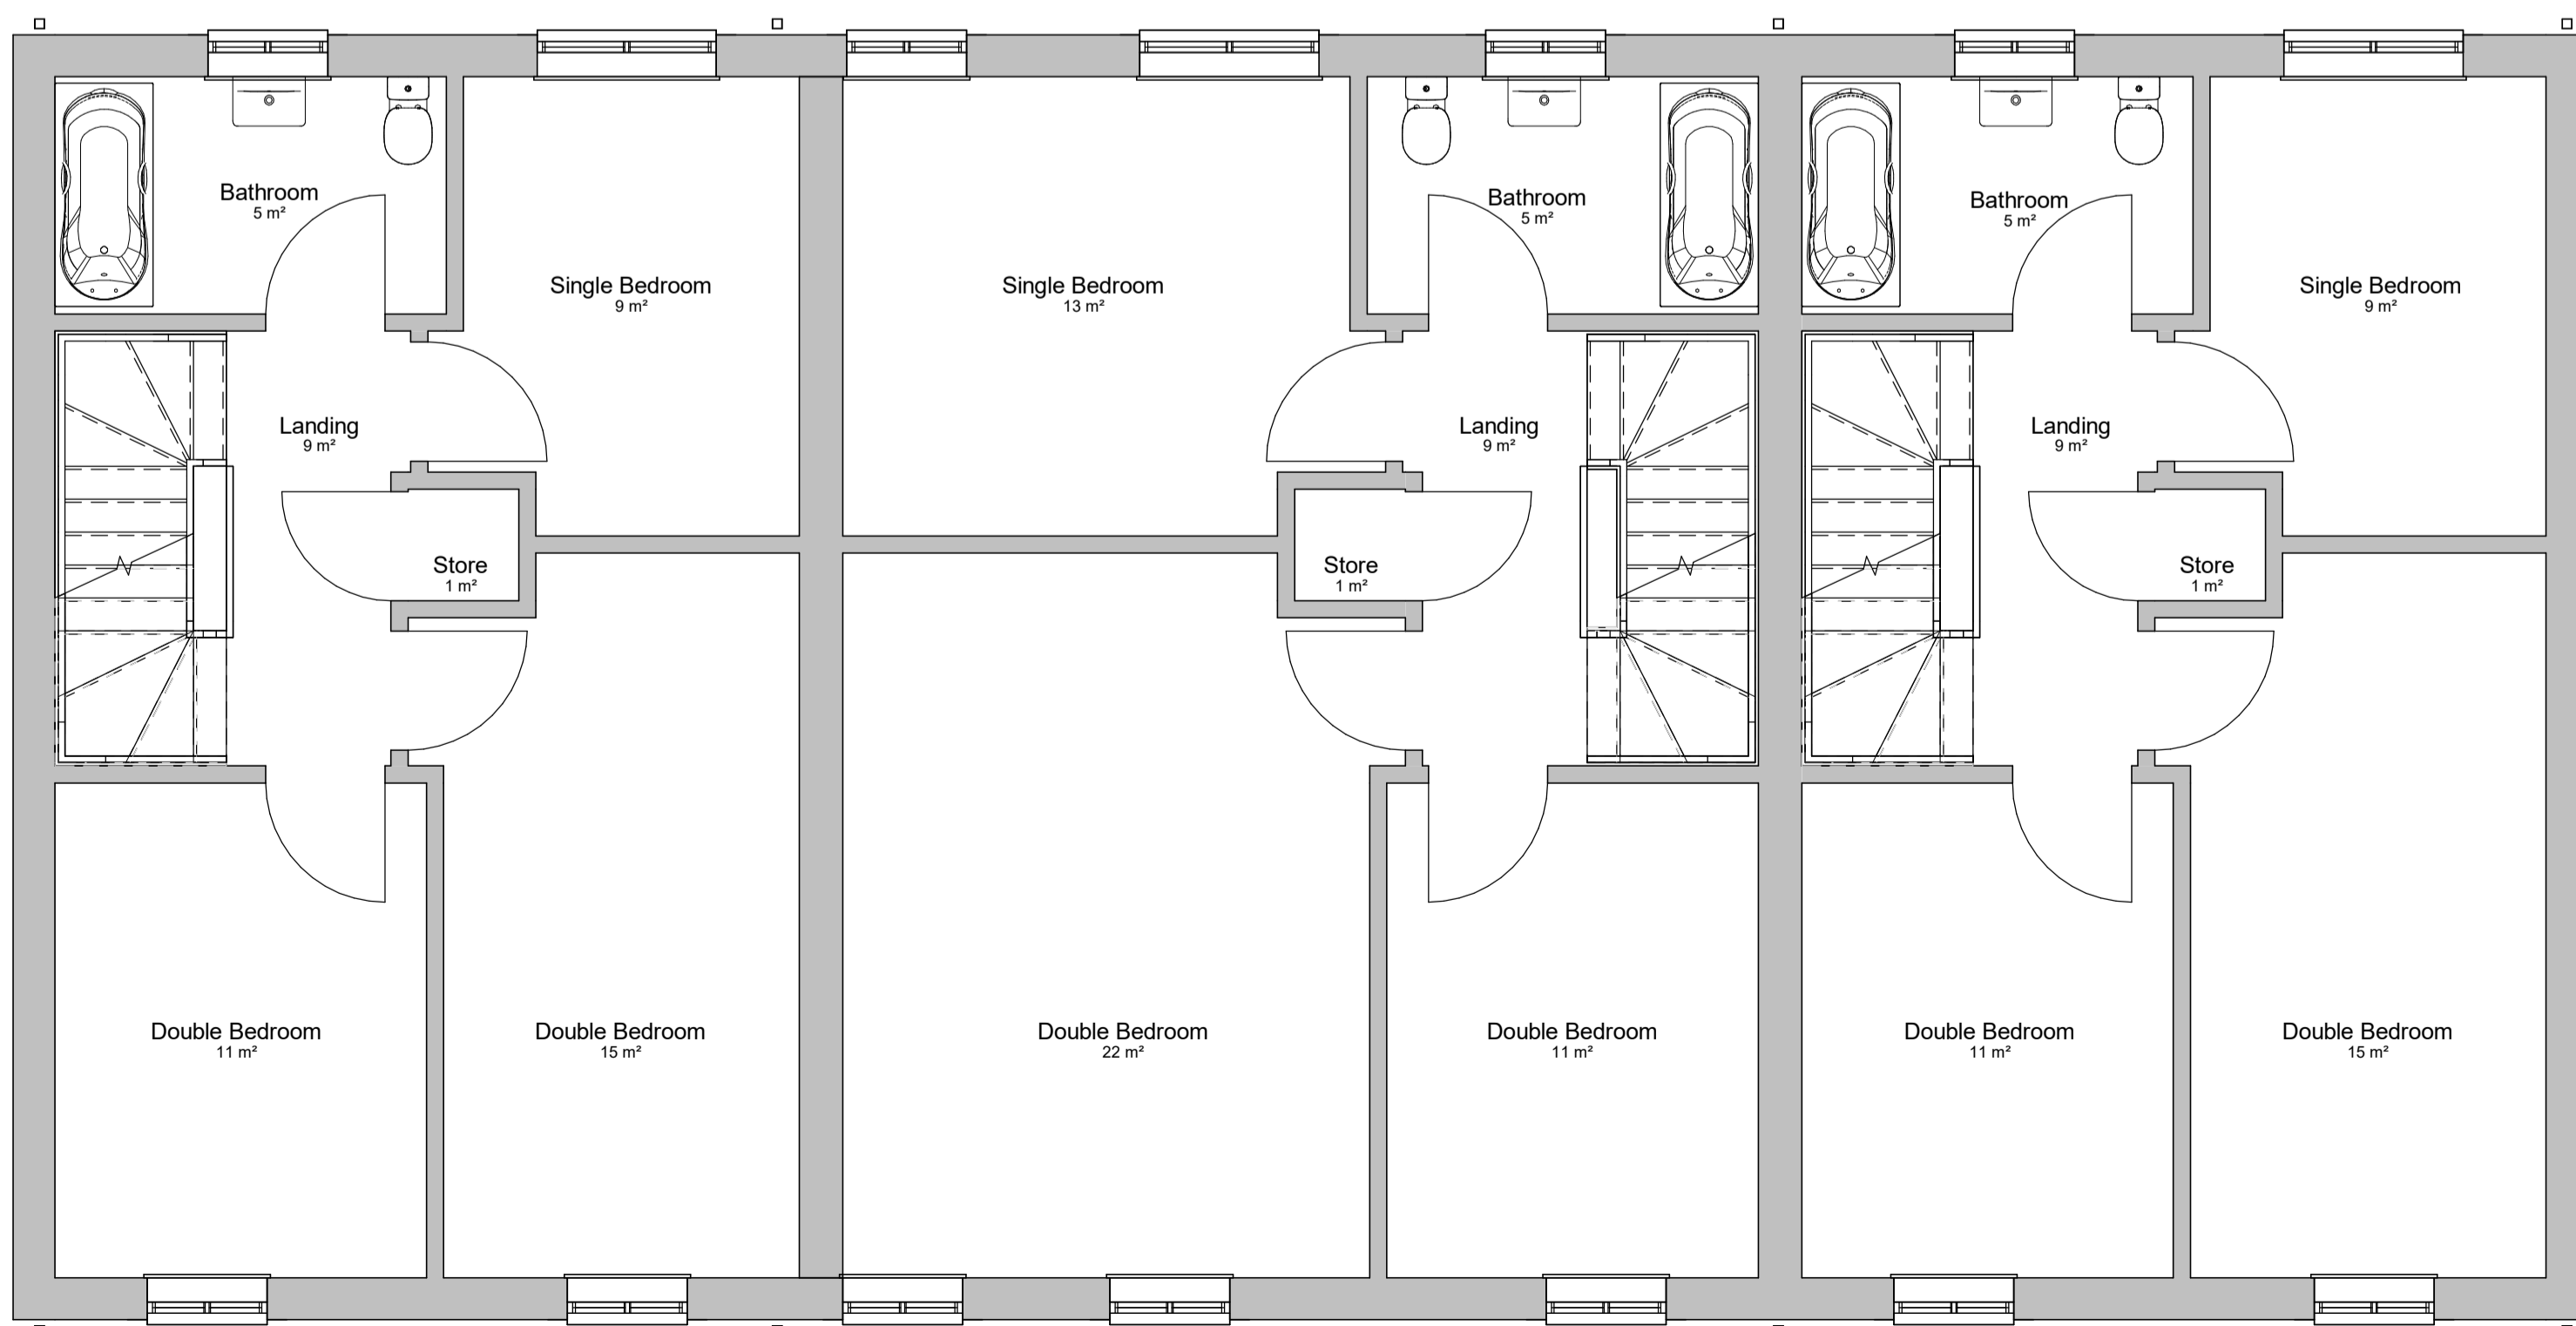 Bathroom
5 m²
Bathroom
5 m²
Bathroom
5 m²
Single Bedroom
9 m²
Single Bedroom
13 m²
Single Bedroom
9 m²
Landing
9 m²
Landing
9 m²
Landing
9 m²
Store
1 m²
Store
1 m²
Store
1 m²
Double Bedroom
11 m²
Double Bedroom
15 m²
Double Bedroom
22 m²
Double Bedroom
11 m²
Double Bedroom
11 m²
Double Bedroom
15 m²